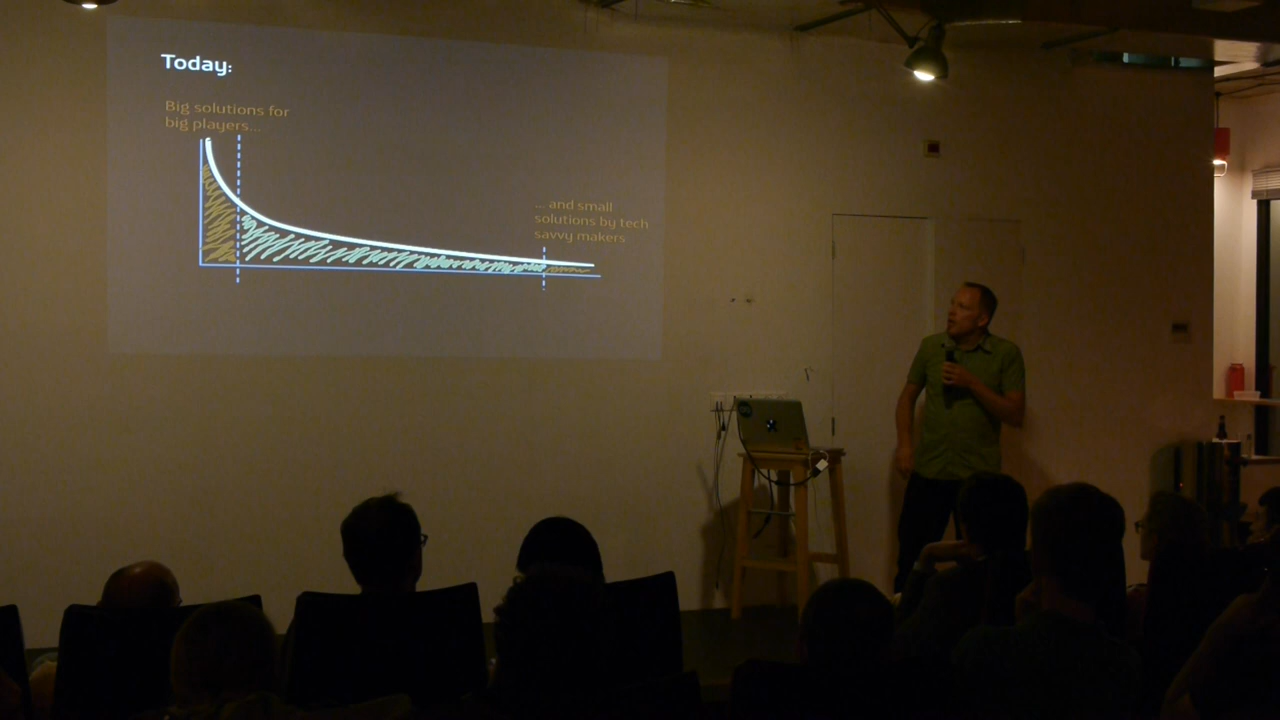 Today:
Big solutions for
big players...
... and small
solutions by tech
savvy makers